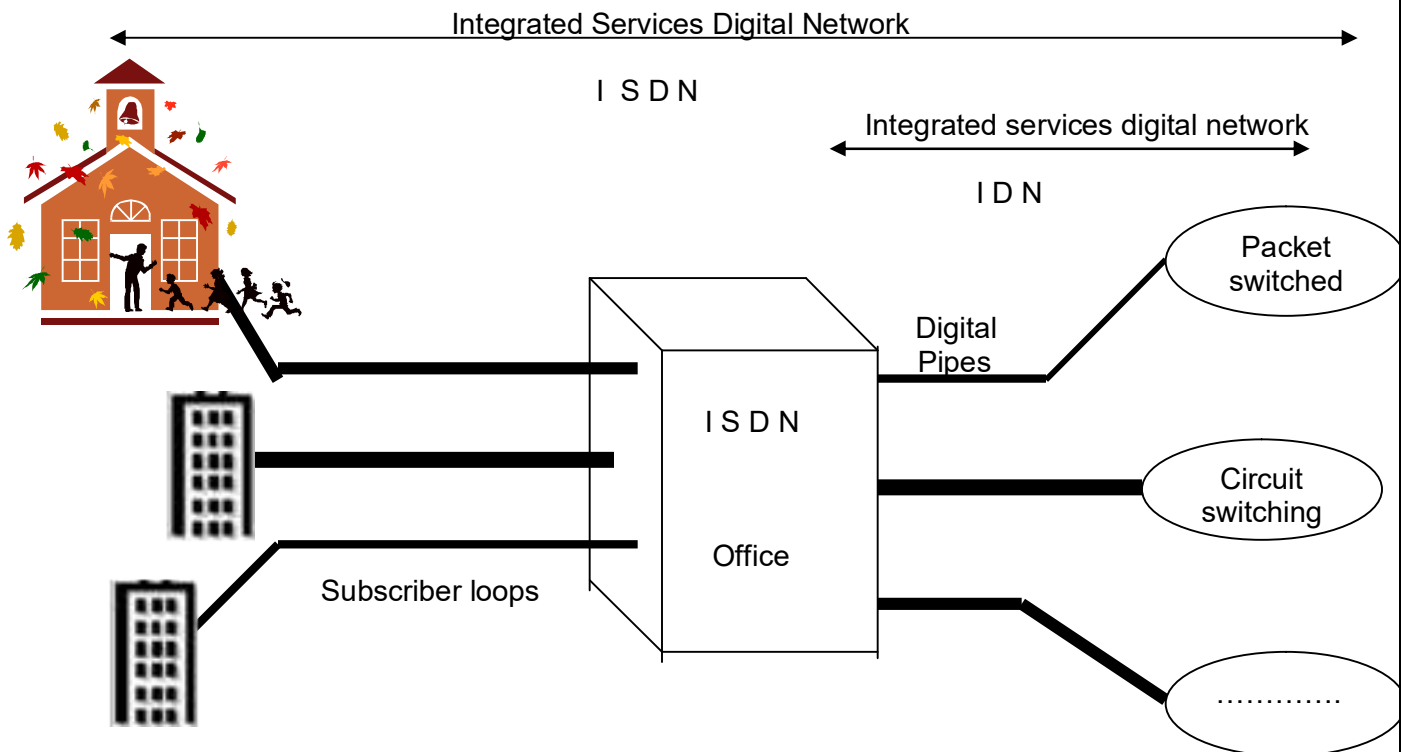 Integrated Services Digital Network
I S D N
Integrated services digital network
I D N
Packet
switched
Digital
Pipes
I S D N
Circuit
switching
Office
Subscriber loops
.............